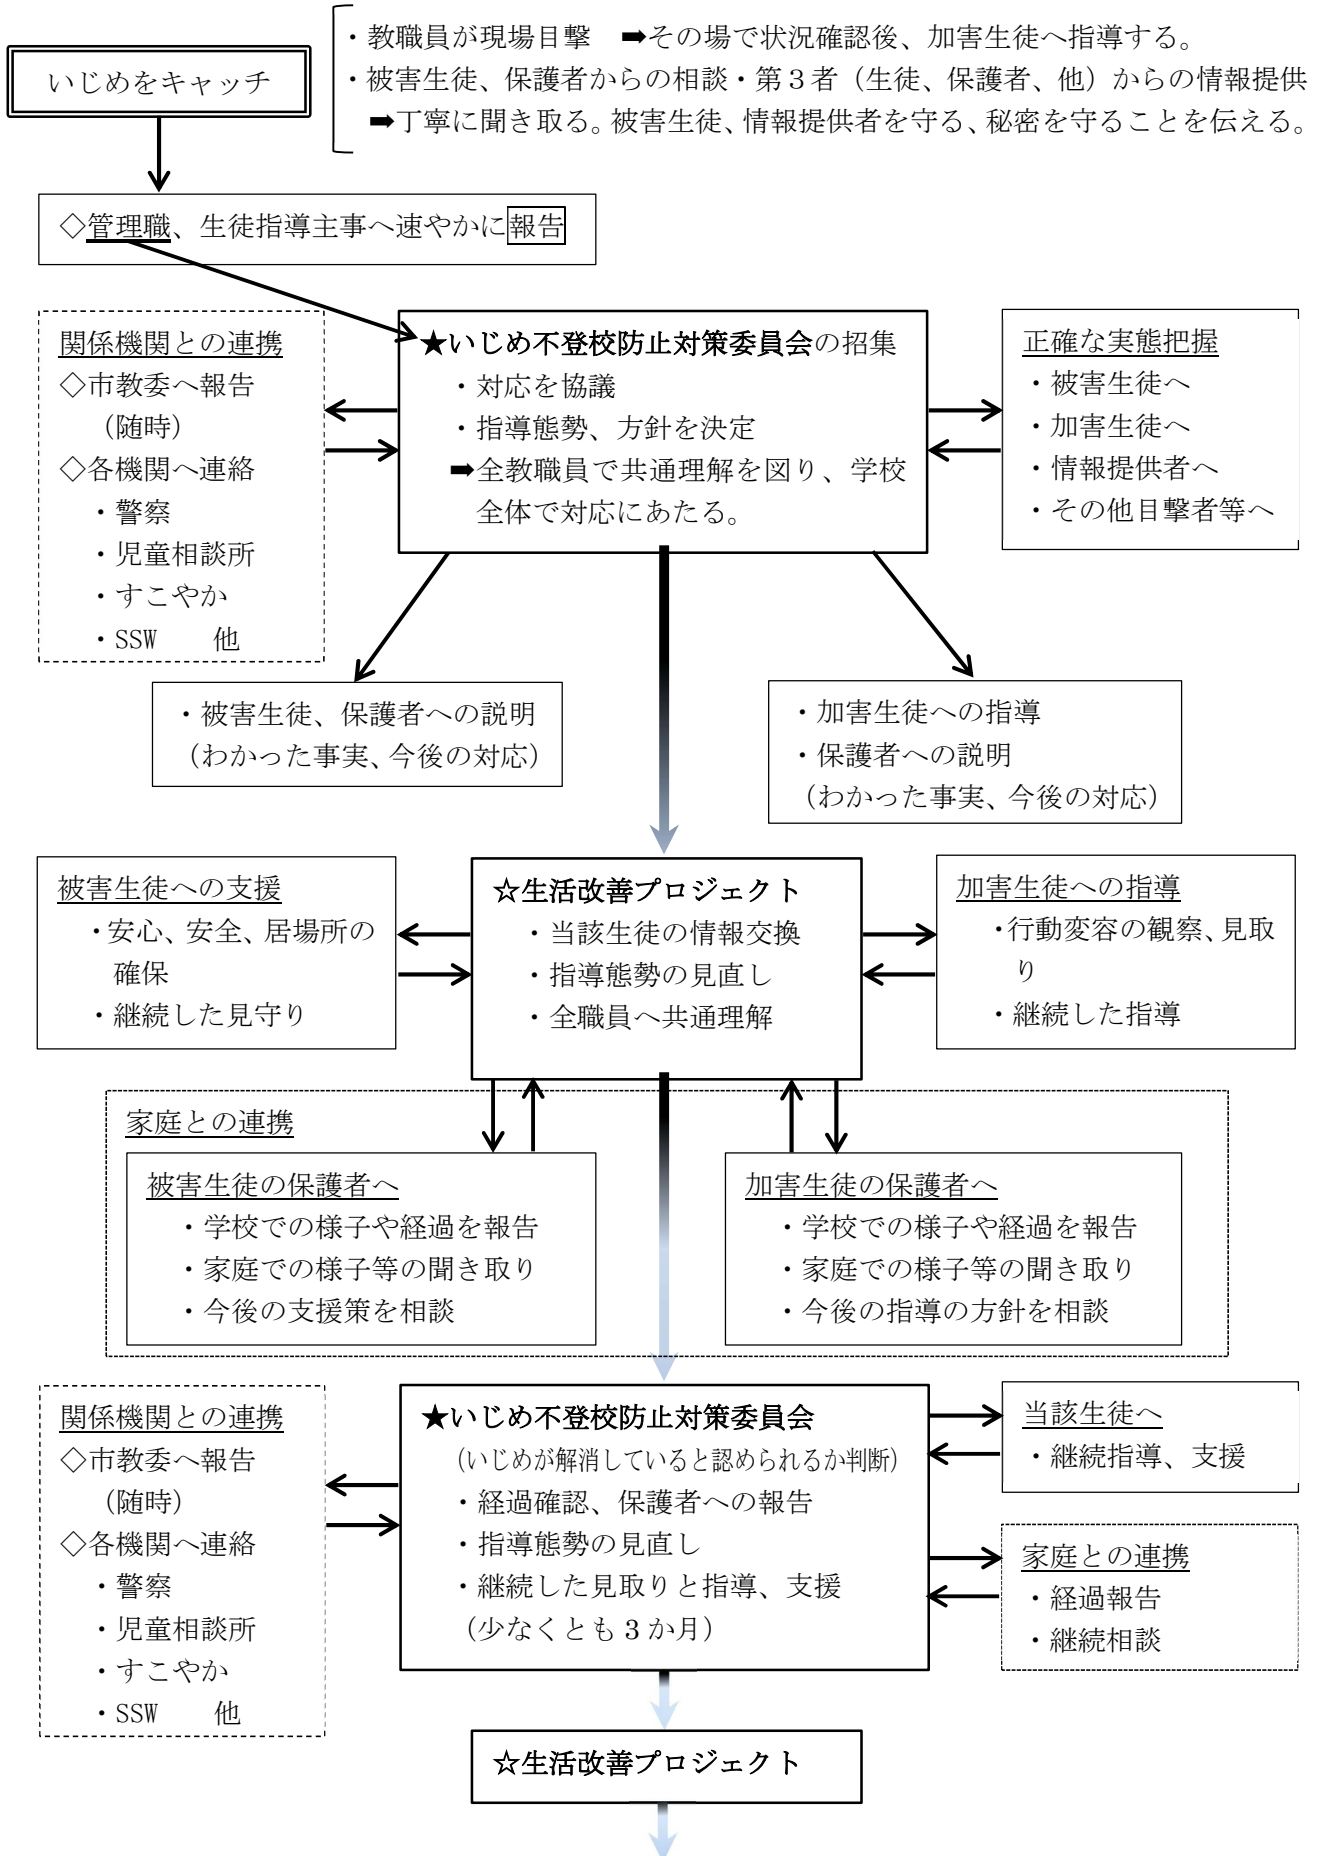 ・教職員が現場目撃　➡その場で状況確認後、加害生徒へ指導する。
いじめをキャッチ
・被害生徒、保護者からの相談・第３者（生徒、保護者、他）からの情報提供
➡丁寧に聞き取る。被害生徒、情報提供者を守る、秘密を守ることを伝える。
◇管理職、生徒指導主事へ速やかに報告
関係機関との連携
◇市教委へ報告
（随時）
◇各機関へ連絡
・警察
・児童相談所
・すこやか
・SSW　他
★いじめ不登校防止対策委員会の招集
・対応を協議
・指導態勢、方針を決定
➡全教職員で共通理解を図り、学校
全体で対応にあたる。
正確な実態把握
・被害生徒へ
・加害生徒へ
・情報提供者へ
・その他目撃者等へ
・被害生徒、保護者への説明
（わかった事実、今後の対応）
・加害生徒への指導
・保護者への説明
（わかった事実、今後の対応）
被害生徒への支援
・安心、安全、居場所の
確保
・継続した見守り
☆生活改善プロジェクト
・当該生徒の情報交換
・指導態勢の見直し
・全職員へ共通理解
加害生徒への指導
・行動変容の観察、見取
り
・継続した指導
家庭との連携
被害生徒の保護者へ
・学校での様子や経過を報告
・家庭での様子等の聞き取り
・今後の支援策を相談
加害生徒の保護者へ
・学校での様子や経過を報告
・家庭での様子等の聞き取り
・今後の指導の方針を相談
関係機関との連携
◇市教委へ報告
（随時）
◇各機関へ連絡
・警察
・児童相談所
・すこやか
・SSW　他
★いじめ不登校防止対策委員会
（いじめが解消していると認められるか判断）
・経過確認、保護者への報告
・指導態勢の見直し
・継続した見取りと指導、支援
（少なくとも３か月）
当該生徒へ
・継続指導、支援
家庭との連携
・経過報告
・継続相談
☆生活改善プロジェクト